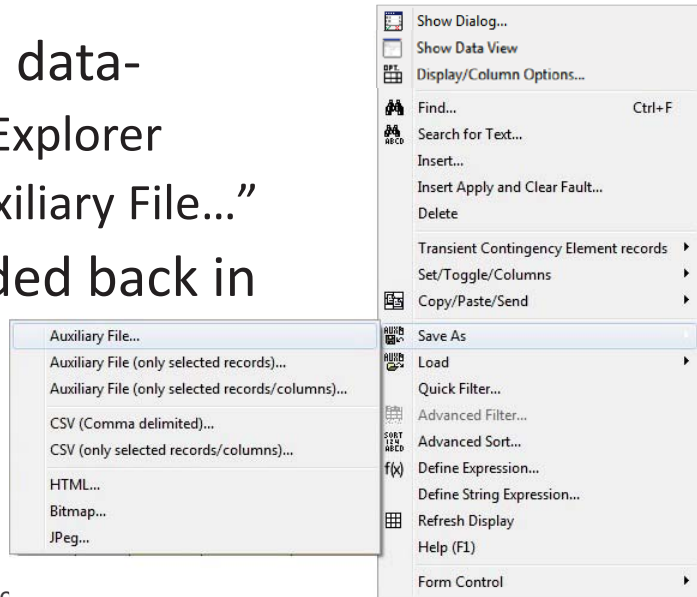 data-
Explorer
xiliary File…”
ded back in
Show Dialog...
Show Data View
Display/Column Options...
Find... Ctrl+F
Search for Text...
Insert...
Insert Apply and Clear Fault...
Delete
Transient Contingency Element records
Set/Toggle/Columns
Copy/Paste/Send
Save As
Load
Quick Filter...
Advanced Filter...
Advanced Sort...
Define Expression...
Define String Expression...
Refresh Display
Help (F1)
Form Control
Auxiliary File...
Auxiliary File (only selected records)...
Auxiliary File (only selected records/columns)...
CSV (Comma delimited)...
CSV (only selected records/columns)...
HTML...
Bitmap...
JPeg...